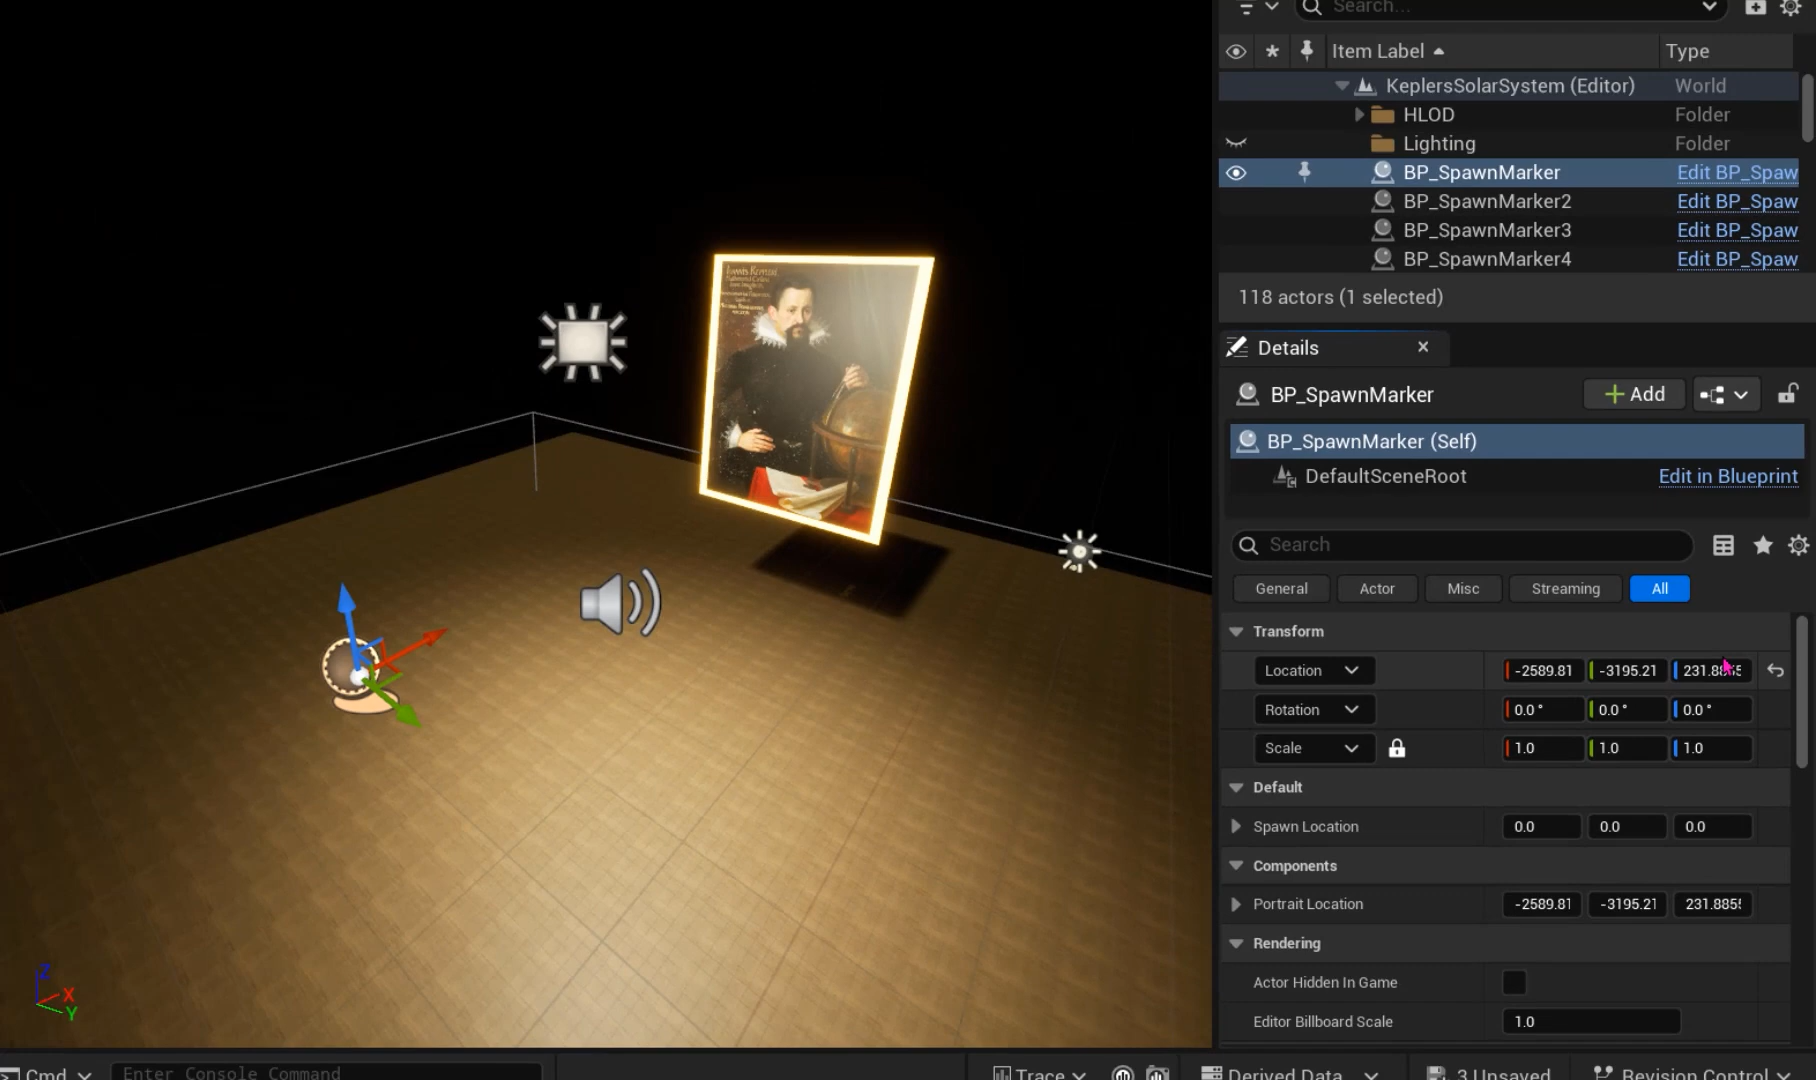 Search...
Item Label
Type
KeplersSolarSystem (Editor)
World
HLOD
Folder
Lighting
Folder
BP_SpawnMarker
Edit BP_Spaw
BP_SpawnMarker2
Edit BP_Spaw
BP_SpawnMarker3
Edit BP_Spaw
BP_SpawnMarker4
Edit BP_Spaw
118 actors (1 selected)
Details
BP_SpawnMarker
Add
BP_SpawnMarker (Self)
DefaultSceneRoot
Edit in Blueprint
Search
General
Actor
Misc
Streaming
All
Transform
Location
-2589.81
-3195.21
Rotation
0.0 °
0.0 °
0.0 °
Scale
1.0
1.0
1.0
Default
Spawn Location
0.0
0.0
0.0
Components
Portrait Location
-2589.81
-3195.21
231.885
Rendering
Actor Hidden In Game
Editor Billboard Scale
1.0
Z
X
Y
Cmd
Enter Console Command
Trace
Derived Data
3 Unsaved
Revision Control